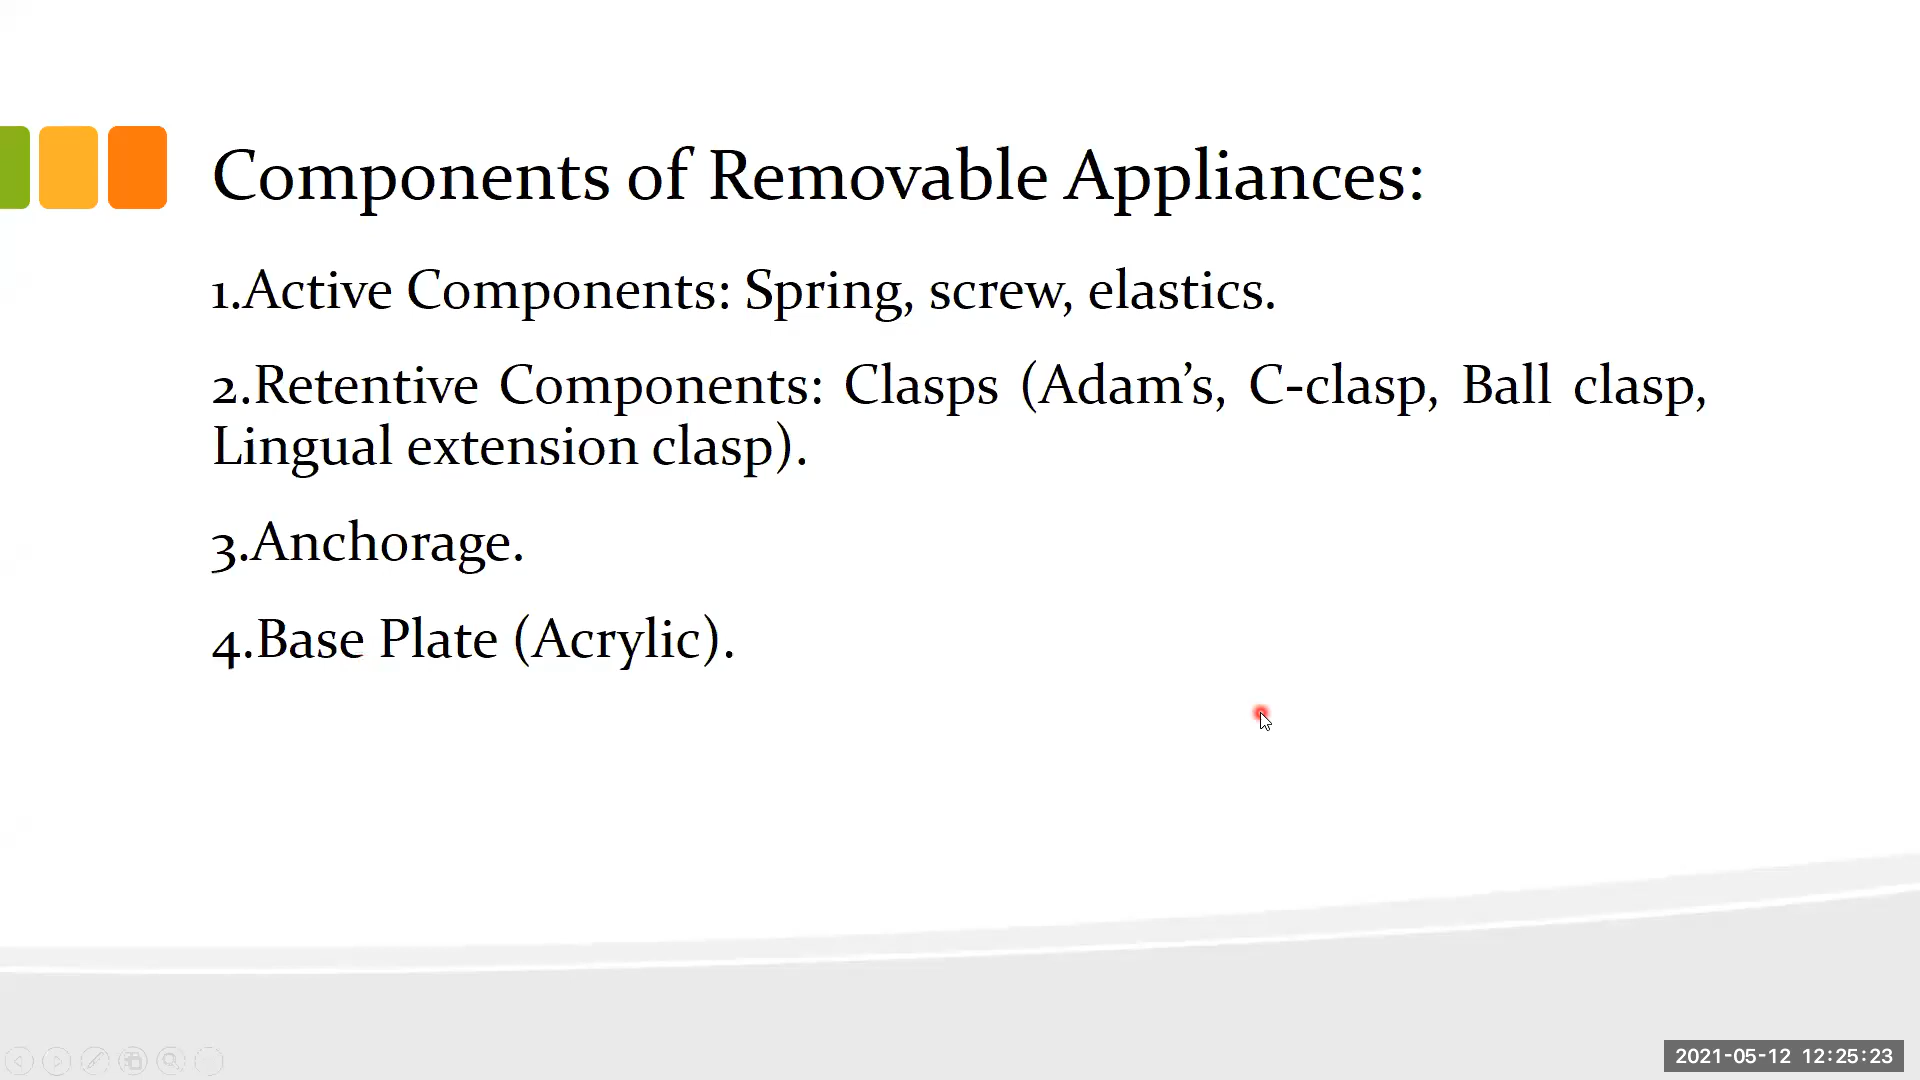 Components of Removable Appliances:
1.Active Components: Spring, screw, elastics.
2.Retentive Components: Clasps (Adam’s, C-clasp, Ball clasp,
Lingual extension clasp).
3.Anchorage.
4.Base Plate (Acrylic).
2021-05-12 12:25:23